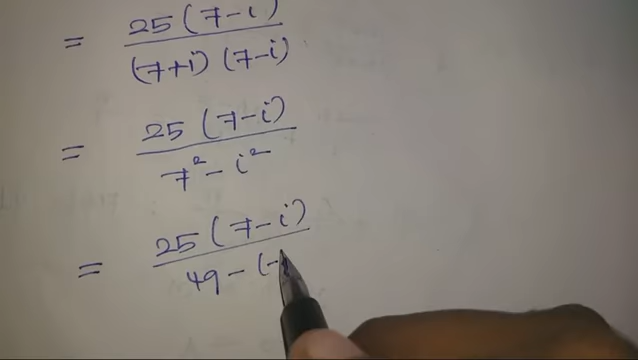 = 25 (7-i) / (7+i) (7-i)
= 25 (7-i) / 7² - i²
= 25 (7-i) / 49 - (-